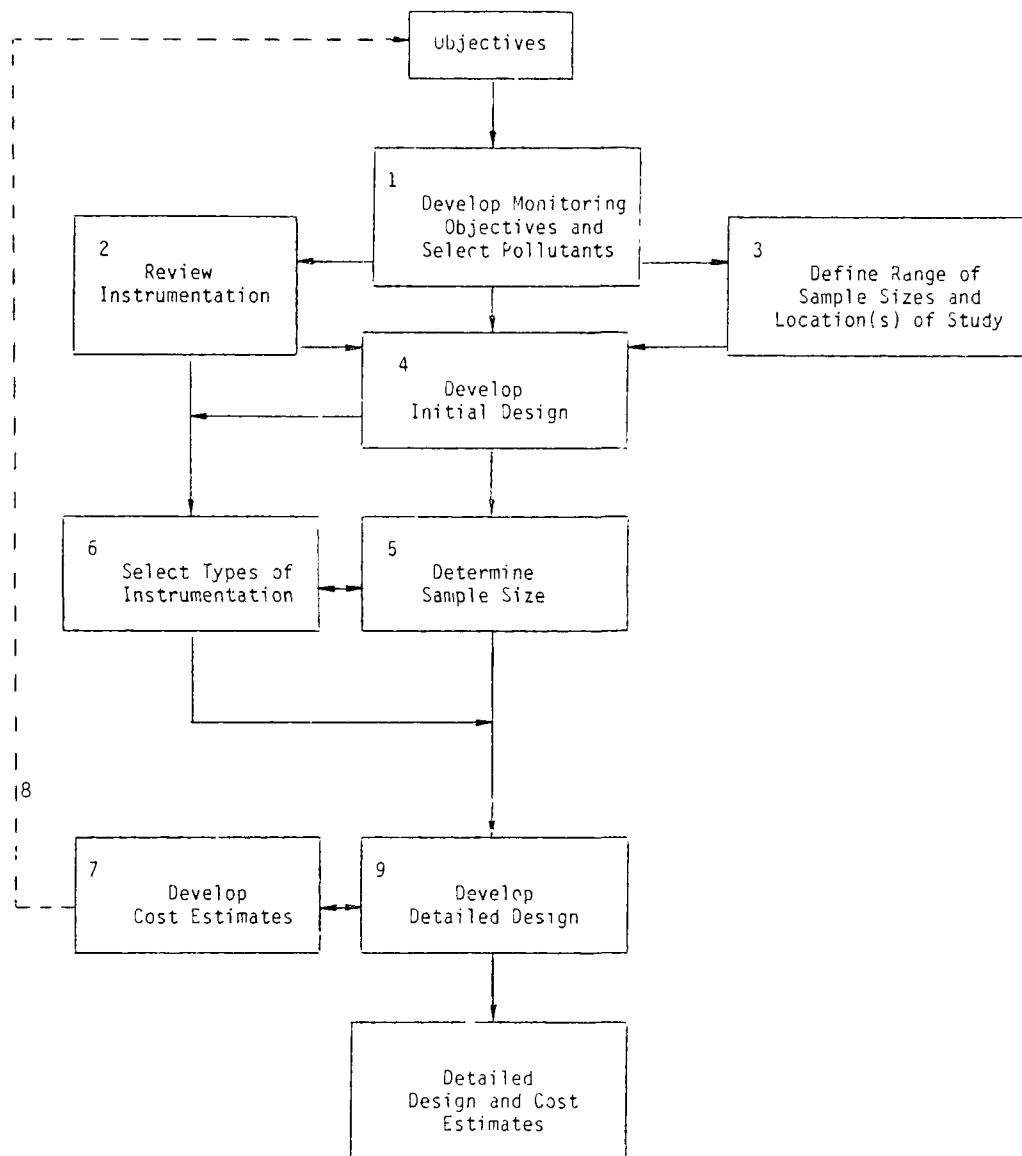 Objectives
1
Develop Monitoring
Objectives and
Select Pollutants
2
Review
Instrumentation
3
Define Range of
Sample Sizes and
Location(s) of Study
4
Develop
Initial Design
6
Select Types of
Instrumentation
5
Determine
Sample Size
8
7
Develop
Cost Estimates
9
Develop
Detailed Design
Detailed
Design and Cost
Estimates